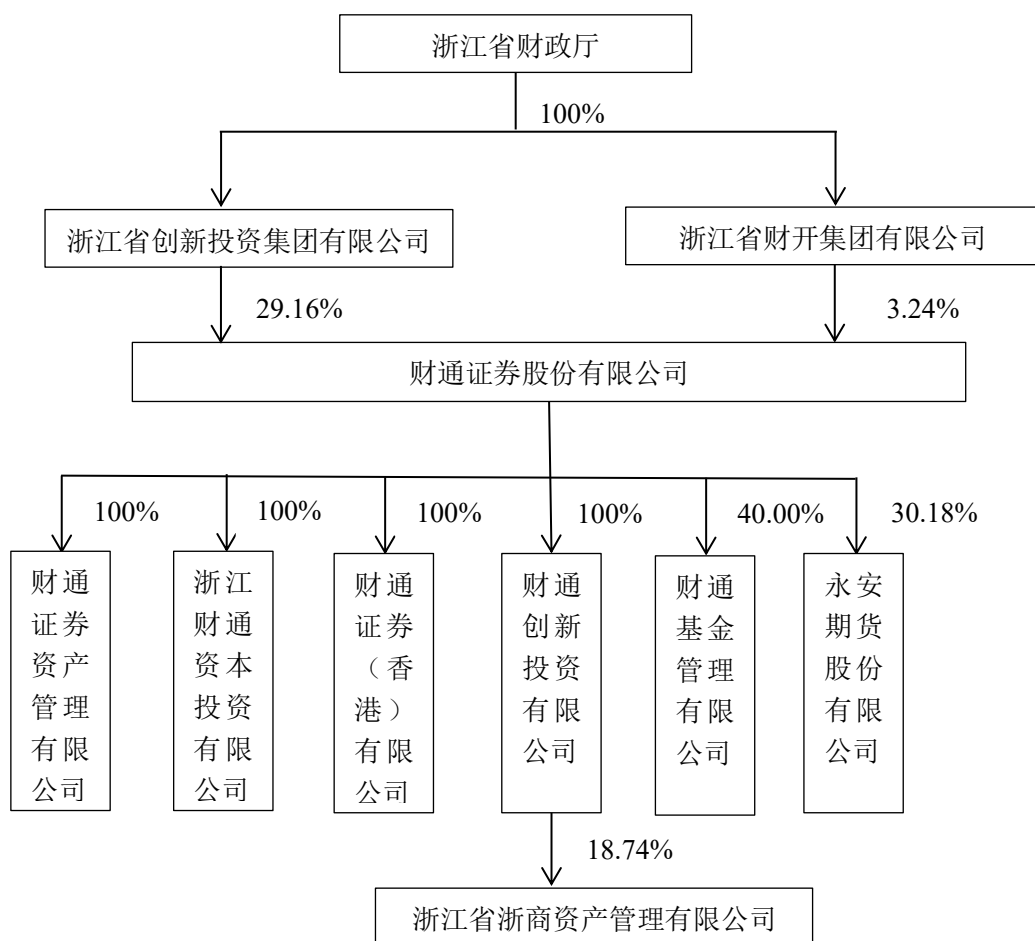 浙江省财政厅
100%
浙江省创新投资集团有限公司
浙江省财开集团有限公司
29.16%
3.24%
财通证券股份有限公司
100%
100%
100%
100%
40.00%
30.18%
财通
证券
资产
管理
有限
公司
浙江
财通
资本
投资
有限
公司
财通
证券
（香
港）
有限
公司
财通
创新
投资
有限
公司
财通
基金
管理
有限
公司
永安
期货
股份
有限
公司
18.74%
浙江省浙商资产管理有限公司